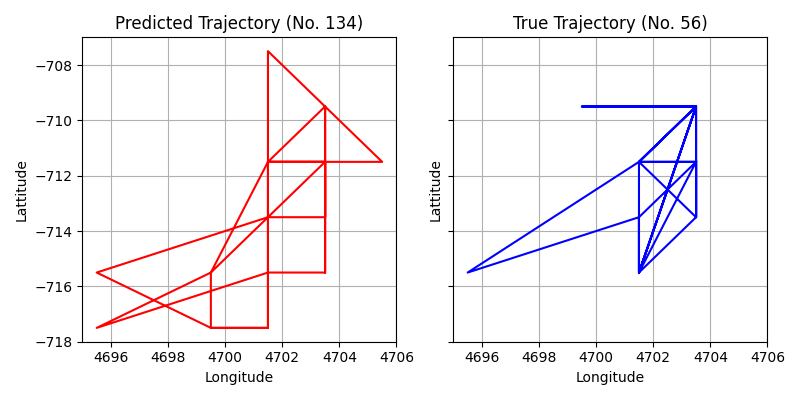 Predicted Trajectory (No. 134)
True Trajectory (No. 56)
−708
−710
−712
−714
−716
−718
Lattitude
Lattitude
4696 4698 4700 4702 4704 4706
4696 4698 4700 4702 4704 4706
Longitude
Longitude